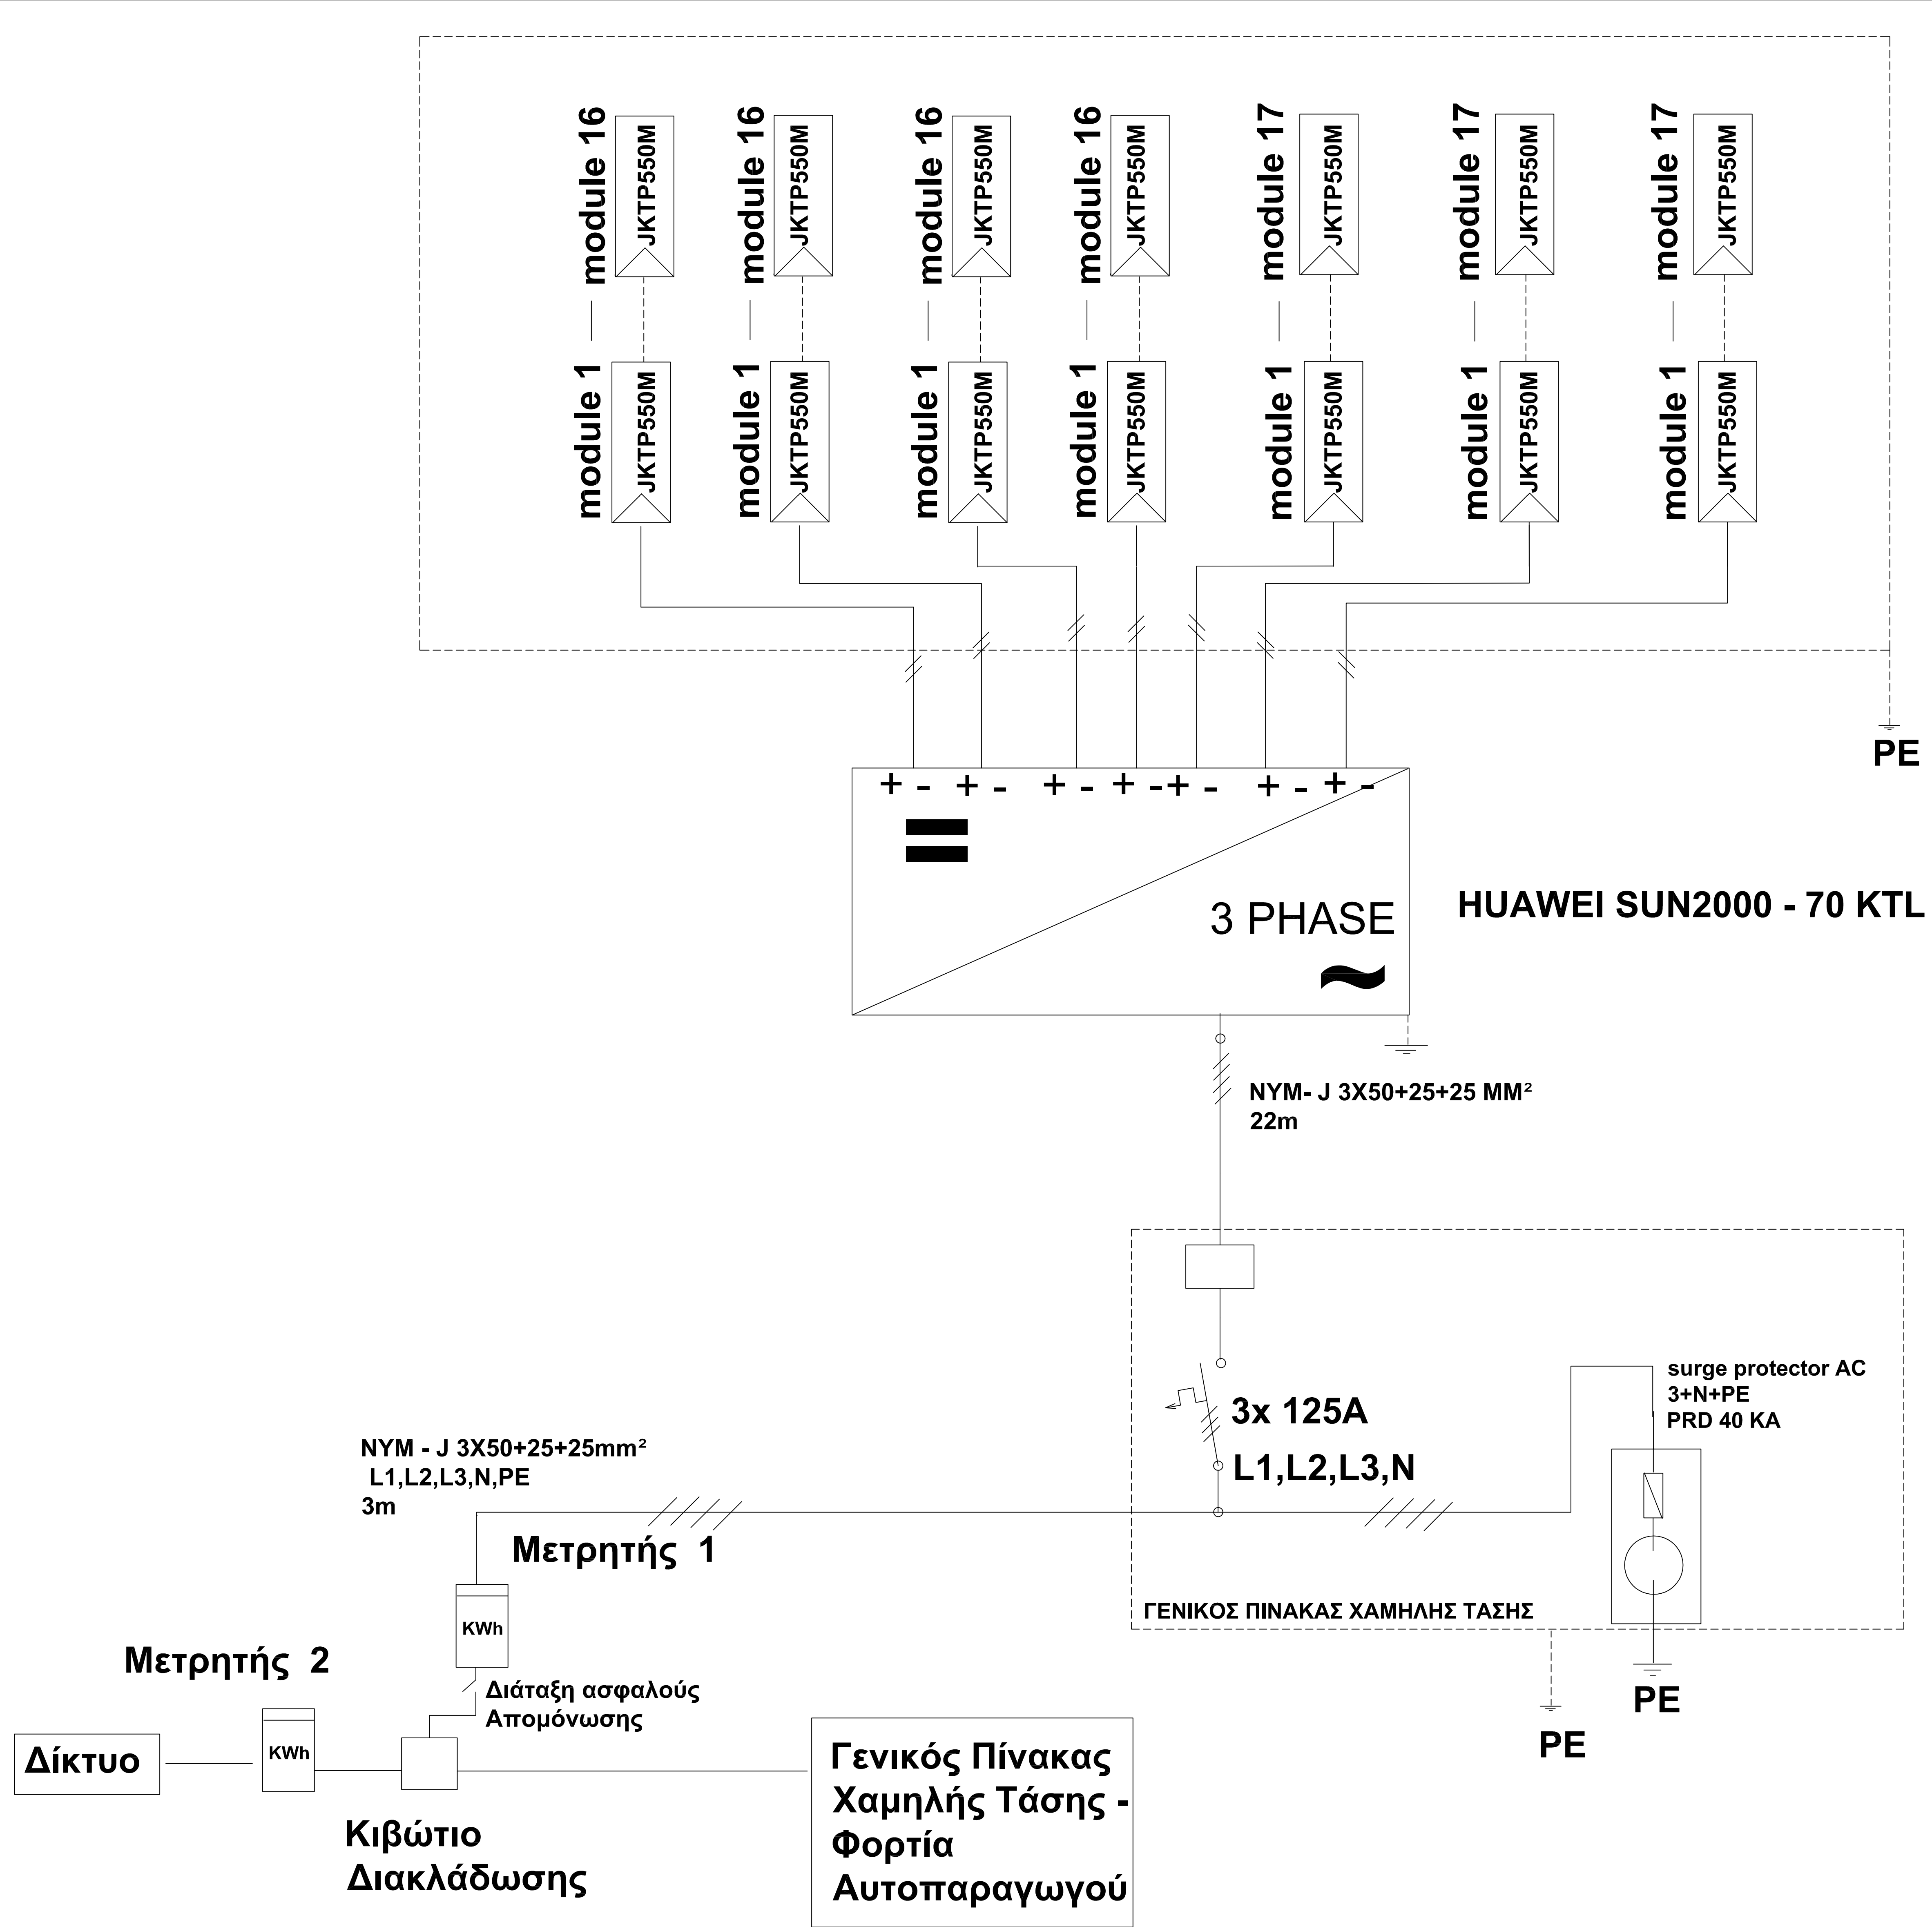 module 16
module 16
module 16
module 16
module 17
module 17
module 17
JKTP550M
JKTP550M
JKTP550M
JKTP550M
JKTP550M
JKTP550M
JKTP550M
module 1
module 1
module 1
module 1
module 1
module 1
module 1
JKTP550M
JKTP550M
JKTP550M
JKTP550M
JKTP550M
JKTP550M
JKTP550M
PE
+ - + - + - + - + - + - + -
=
3 PHASE
~
HUAWEI SUN2000 - 70 KTL
NYM- J 3X50+25+25 MM²
22m
surge protector AC
3+N+PE
PRD 40 KA
3x 125A
L1,L2,L3,N
NYM - J 3X50+25+25mm²
L1,L2,L3,N,PE
3m
Μετρητής 1
KWh
ΓΕΝΙΚΟΣ ΠΙΝΑΚΑΣ ΧΑΜΗΛΗΣ ΤΑΣΗΣ
PE
PE
Μετρητής 2
Διάταξη ασφαλούς
Απομόνωσης
Δίκτυο
KWh
Κιβώτιο
Διακλάδωσης
Γενικός Πίνακας
Χαμηλής Τάσης -
Φορτία
Αυτοπαραγωγού